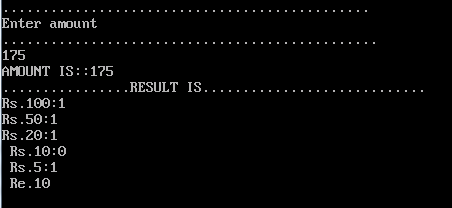 ..............................................
Enter amount
...............................................
175
AMOUNT IS::175
................RESULT IS............................
Rs.100:1
Rs.50:1
Rs.20:1
Rs.10:0
Rs.5:1
Re.10